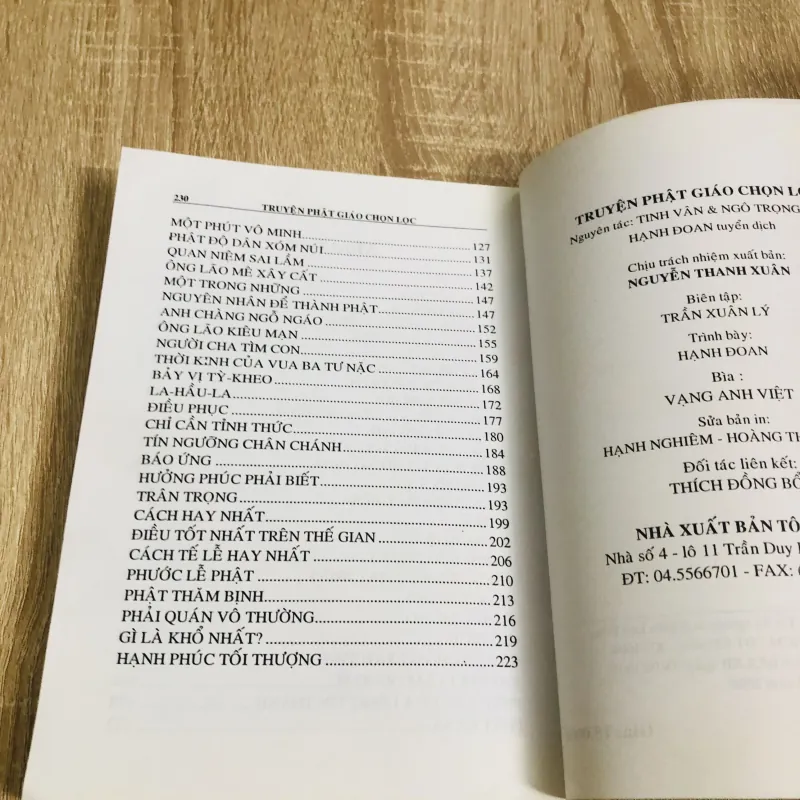 230 TRUYỆN PHẬT GIÁO CHỌN LỌC
MỘT PHÚT VÔ MINH 127
PHẬT ĐỘ DÂN XÓM NÚI 131
QUAN NIỆM SAI LẦM 137
ÔNG LÃO MÊ XÂY CẤT 142
MỘT TRONG NHỮNG 147
NGUYÊN NHÂN ĐỂ THÀNH PHẬT 147
ANH CHÀNG NGỖ NGÁO 152
ÔNG LÃO KIÊU MẠN 155
NGƯỜI CHA TÌM CON 159
THỜI KINH CỦA VUA BA TƯ NẶC 164
BẢY VỊ TỲ-KHEO 168
LA-HẦU-LA 172
ĐIỀU PHỤC 177
CHỈ CẦN TỈNH THỨC 180
TÍN NGƯỠNG CHÂN CHÁNH 184
BÁO ỨNG 188
HƯỞNG PHÚC PHẢI BIẾT 193
TRÂN TRỌNG 193
CÁCH HAY NHẤT 199
ĐIỀU TỐT NHẤT TRÊN THẾ GIAN 202
CÁCH TẾ LỄ HAY NHẤT 206
PHƯỚC LỄ PHẬT 210
PHẬT THĂM BỊNH 213
PHẢI QUÁN VÔ THƯỜNG 216
GÌ LÀ KHỔ NHẤT? 219
HẠNH PHÚC TỐI THƯỢNG 223
TRUYỆN PHẬT GIÁO CHỌN
Nguyên tác: TINH VÂN & NGÔ TRỌNG
HẠNH ĐOAN tuyển dịch
Chịu trách nhiệm xuất bản:
NGUYỄN THANH XUÂN
Biên tập:
TRẦN XUÂN LÝ
Trình bày:
HẠNH ĐOAN
Bìa :
VẠNG ANH VIỆT
Sửa bản in:
HẠNH NGHIÊM - HOÀNG
Đối tác liên kết:
THÍCH ĐỒNG
NHÀ XUẤT BẢN
Nhà số 4 - lô 11 Trần Duy
ĐT: 04.5566701 - FAX: